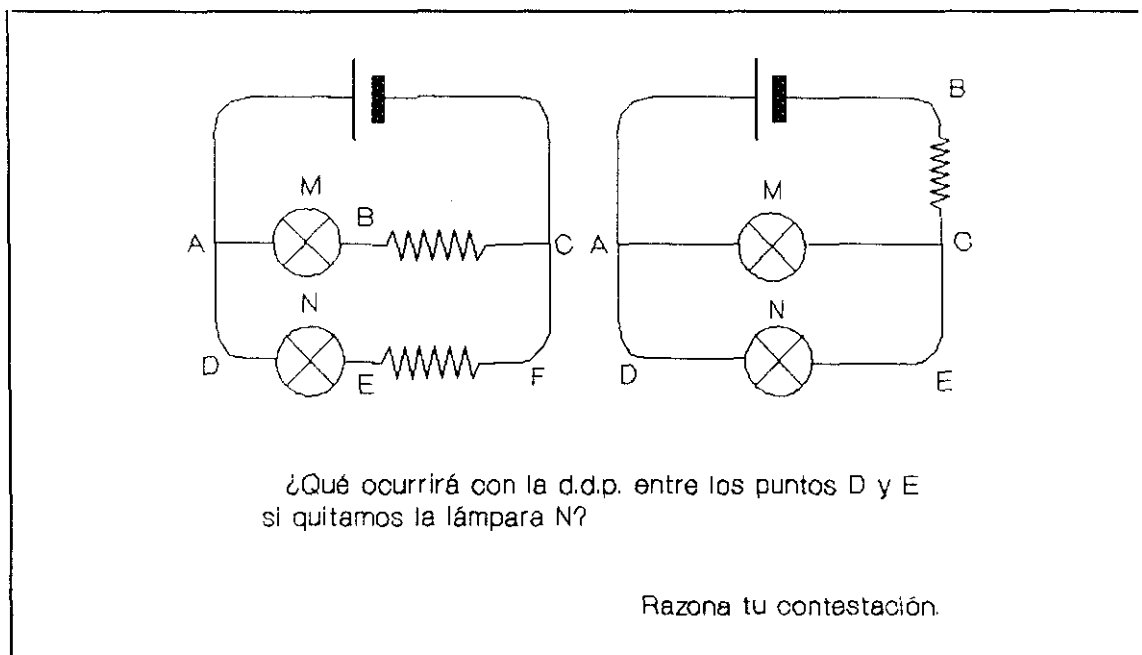 B
M
M
B
A
C
A
C
N
N
D
E
F
D
E
¿Qué ocurrirá con la d.d.p. entre los puntos D y E
si quitamos la lámpara N?
Razona tu contestación.